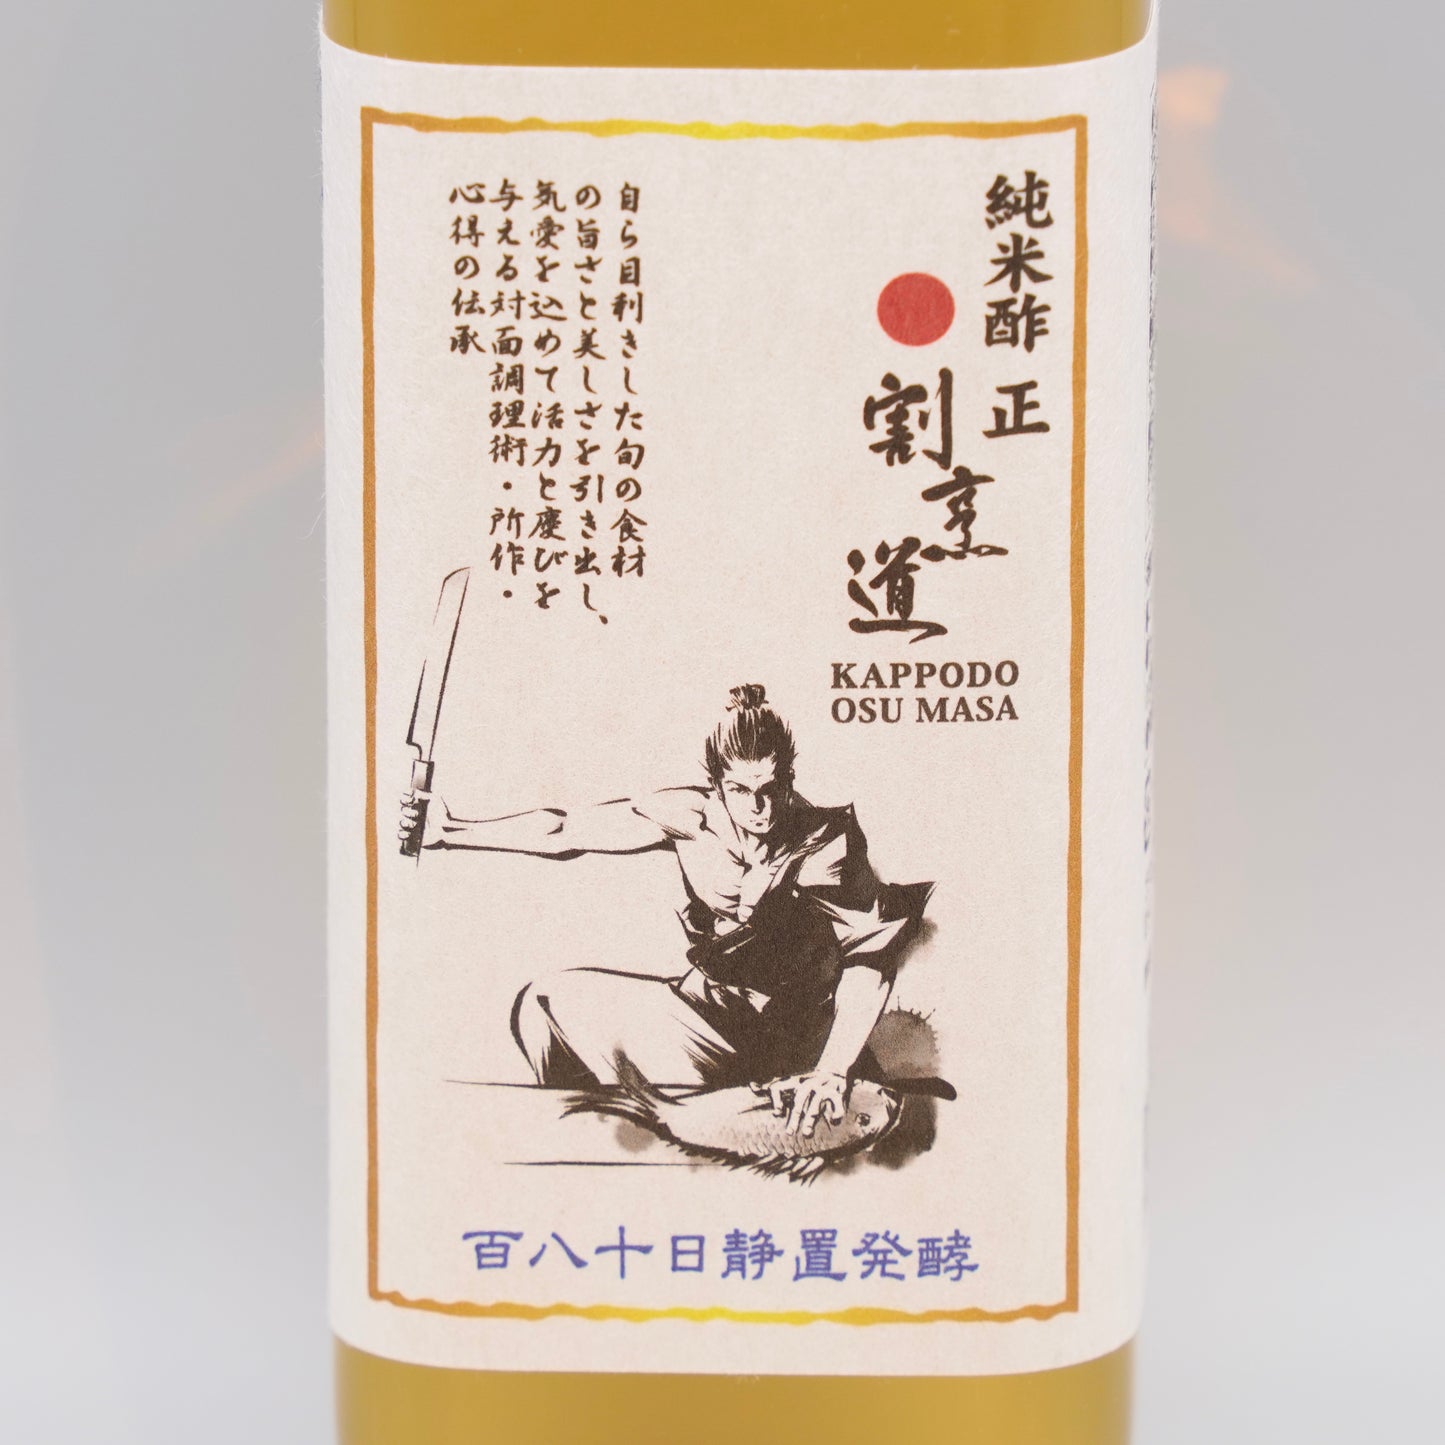 純米酢 正
割烹道
KAPPODO
OSU MASA
自ら目利きした旬の食材
の旨さと美しさを引き出し、
気愛を込めて活力と慶びを
与える対面調理術・所作・
心得の伝承
百八十日静置発酵